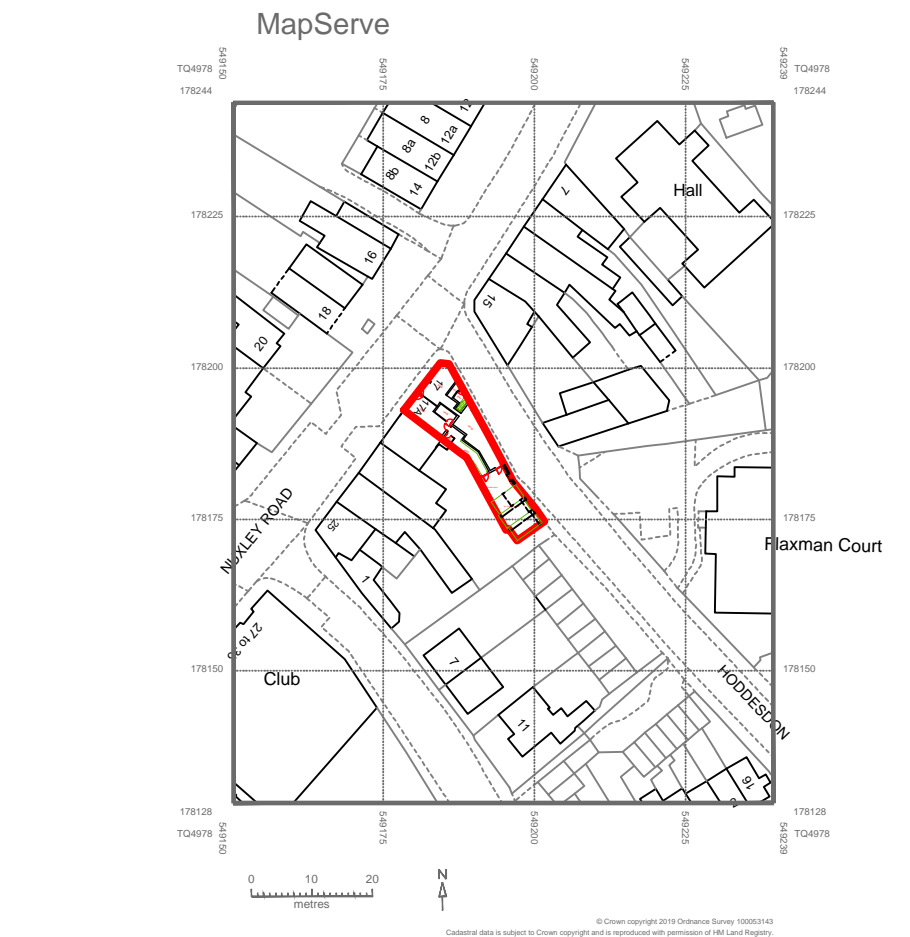 MapServe
549150
549175
549200
549225
549239
TQ4978
TQ4978
178244
178244
8
12a
8a
12b
8b
14
7
Hall
178225
178225
16
15
18
20
178200
178200
17
17A
178175
178175
25
NUXLEY ROAD
Flaxman Court
1
27 to
7
178150
178150
Club
HODDESDON
11
16
178128
178128
TQ4978
TQ4978
549150
549175
549200
549225
549239
0 10 20
metres
N
© Crown copyright 2019 Ordnance Survey 100053143
Cadastral data is subject to Crown copyright and is reproduced with permission of HM Land Registry.